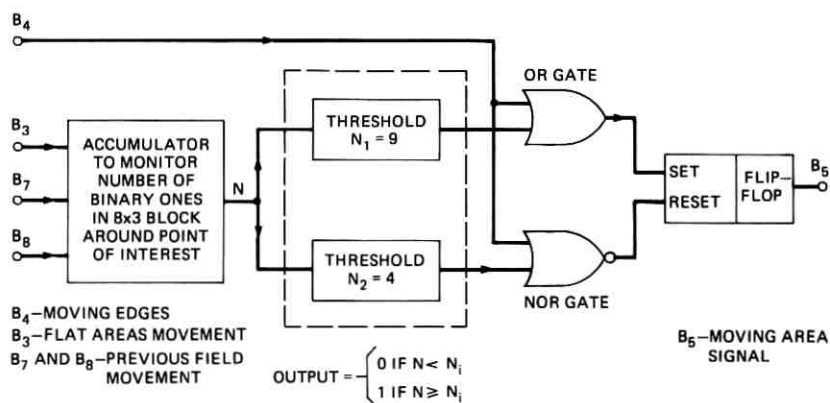 B4
OR GATE
B3
B7
B8
ACCUMULATOR
TO MONITOR
NUMBER OF
BINARY ONES
IN 8x3 BLOCK
AROUND POINT
OF INTEREST
N
THRESHOLD
N1 = 9
THRESHOLD
N2 = 4
SET
RESET
FLIP-
FLOP
B5
NOR GATE
B4–MOVING EDGES
B3–FLAT AREAS MOVEMENT
B7 AND B8–PREVIOUS FIELD
MOVEMENT
OUTPUT = { 0 IF N < Ni
1 IF N ≥ Ni
B5–MOVING AREA
SIGNAL